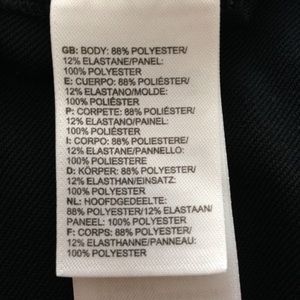 GB: BODY: 88% POLYESTER/
12% ELASTANE/PANEL:
100% POLYESTER
E: CUERPO: 88% POLIÉSTER/
12% ELASTANO/MOLDE:
100% POLIÉSTER
P: CORPETE: 88% POLIÉSTER/
12% ELASTANO/PAINEL:
100% POLIÉSTER
I: CORPO: 88% POLIESTERE/
12% ELASTANO/PANNELLO:
100% POLIESTERE
D: KÖRPER: 88% POLYESTER/
12% ELASTHAN/EINSATZ:
100% POLYESTER
NL: HOOFDGEDEELTE:
88% POLYESTER/12% ELASTAAN/
PANEEL: 100% POLYESTER
F: CORPS: 88% POLYESTER/
12% ELASTHANNE/PANNEAU:
100% POLYESTER